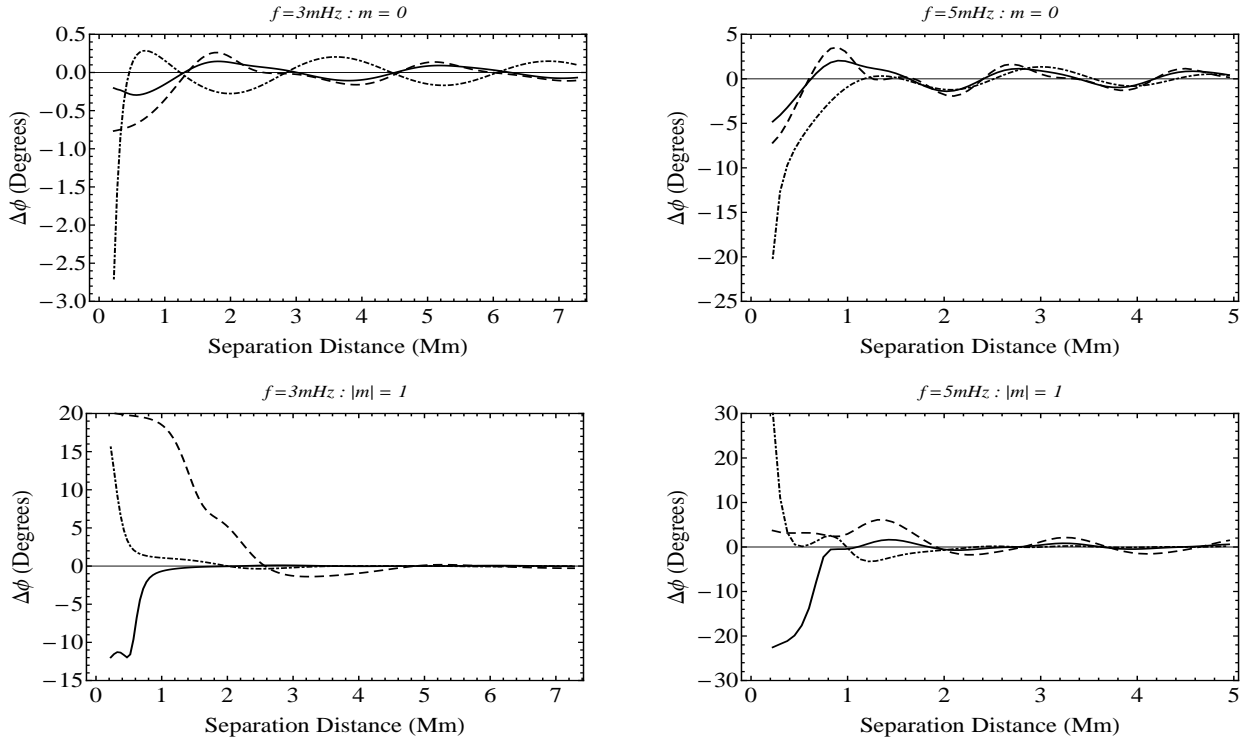 f=3mHz : m = 0
0.5
0.0
−0.5
−1.0
−1.5
−2.0
−2.5
−3.0
Δϕ (Degrees)
0 1 2 3 4 5 6 7
Separation Distance (Mm)
f=5mHz : m = 0
5
0
−5
−10
−15
−20
−25
Δϕ (Degrees)
0 1 2 3 4 5
Separation Distance (Mm)
f=3mHz : |m| = 1
20
15
10
5
0
−5
−10
−15
Δϕ (Degrees)
0 1 2 3 4 5 6 7
Separation Distance (Mm)
f=5mHz : |m| = 1
30
20
10
0
−10
−20
−30
Δϕ (Degrees)
0 1 2 3 4 5
Separation Distance (Mm)